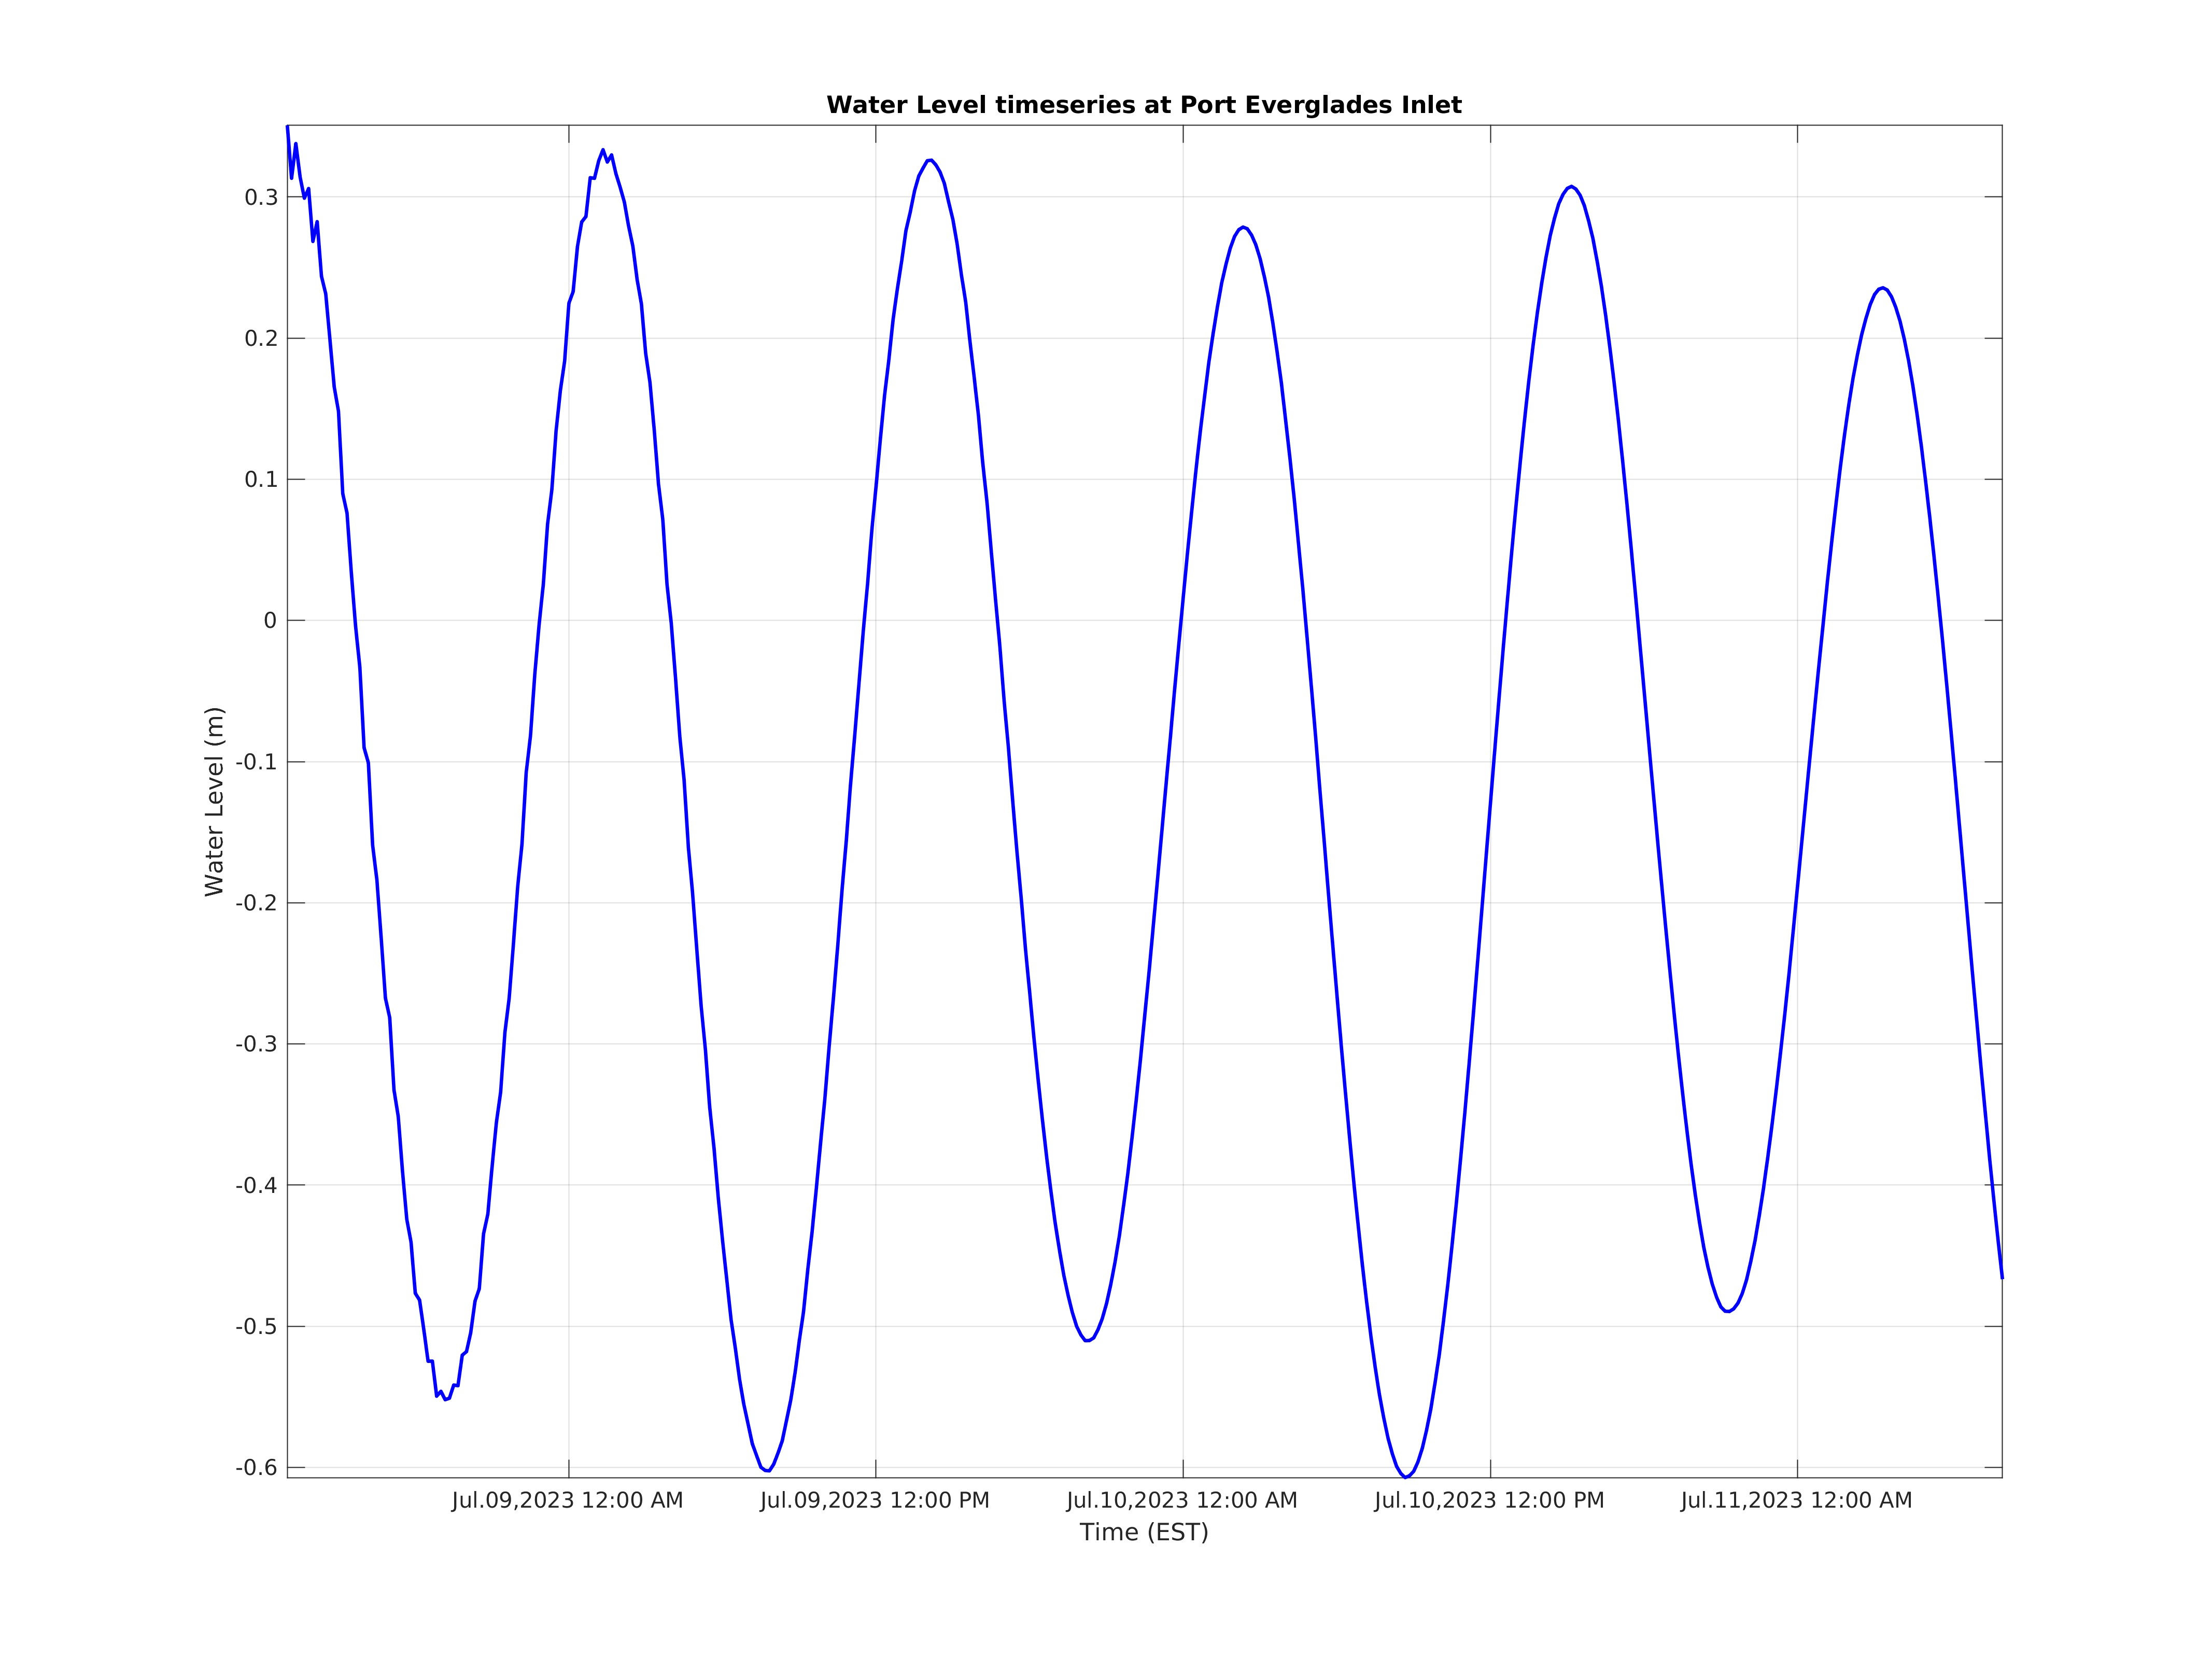 Water Level timeseries at Port Everglades Inlet
0.3
0.2
0.1
0
-0.1
-0.2
-0.3
-0.4
-0.5
-0.6
Water Level (m)
Jul.09,2023 12:00 AM
Jul.09,2023 12:00 PM
Jul.10,2023 12:00 AM
Jul.10,2023 12:00 PM
Jul.11,2023 12:00 AM
Time (EST)